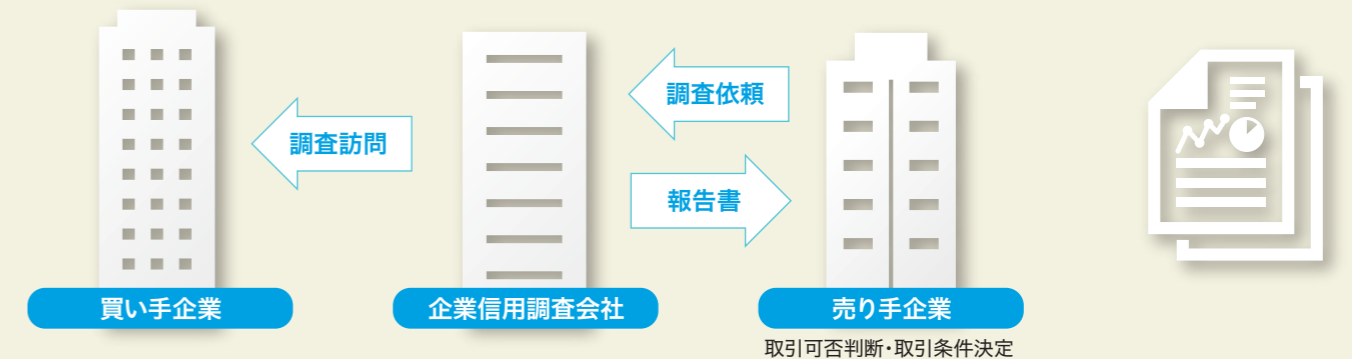 調査依頼
調査訪問
報告書
買い手企業
企業信用調査会社
売り手企業
取引可否判断・取引条件決定